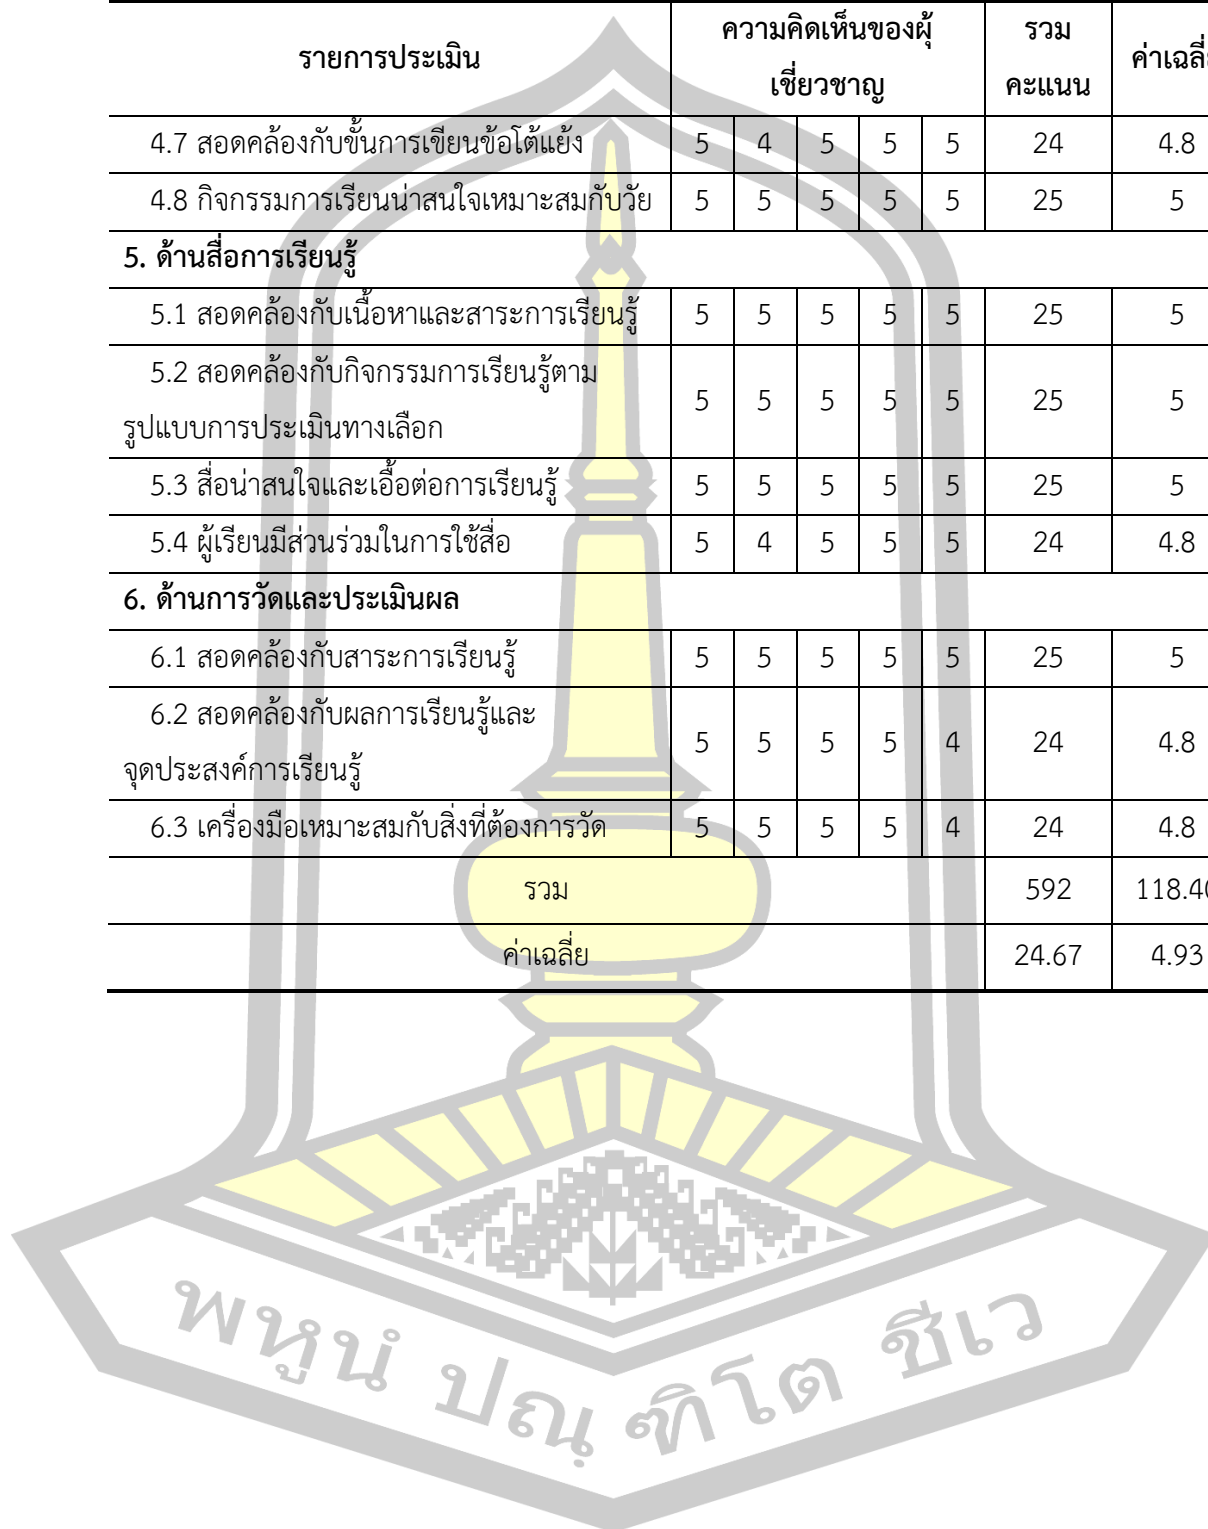 รายการประเมิน ความคิดเห็นของผุ้ รวม
เชี่ยวชาญ คะแนน
4.7 สอดคล้องกับขั้นการเขียนข้อโต้แย้ง 5 4 5 5 5 24 4.8
4.8 กิจกรรมการเรียนน่าสนใจเหมาะสมกับวัย 5 5 5 5 5 25 5
5. ด้านสื่อการเรียนรู้
5.1 สอดคล้องกับเนื้อหาและสาระการเรียนรู้ 5 5 5 5 5 25 5
5.2 สอดคล้องกับกิจกรรมการเรียนรู้ตาม
รูปแบบการประเมินทางเลือก 5 5 5 5 5 25 5
5.3 สื่อน่าสนใจและเอื้อต่อการเรียนรู้ 5 5 5 5 5 25 5
5.4 ผู้เรียนมีส่วนร่วมในการใช้สื่อ 5 4 5 5 5 24 4.8
6. ด้านการวัดและประเมินผล
6.1 สอดคล้องกับสาระการเรียนรู้ 5 5 5 5 5 25 5
6.2 สอดคล้องกับผลการเรียนรู้และ
จุดประสงค์การเรียนรู้ 5 5 5 5 4 24 4.8
6.3 เครื่องมือเหมาะสมกับสิ่งที่ต้องการวัด 5 5 5 5 4 24 4.8
รวม 592 118.40
ค่าเฉลี่ย 24.67 4.93
พหูนํ ปณฺ ฑิโต ชีเว